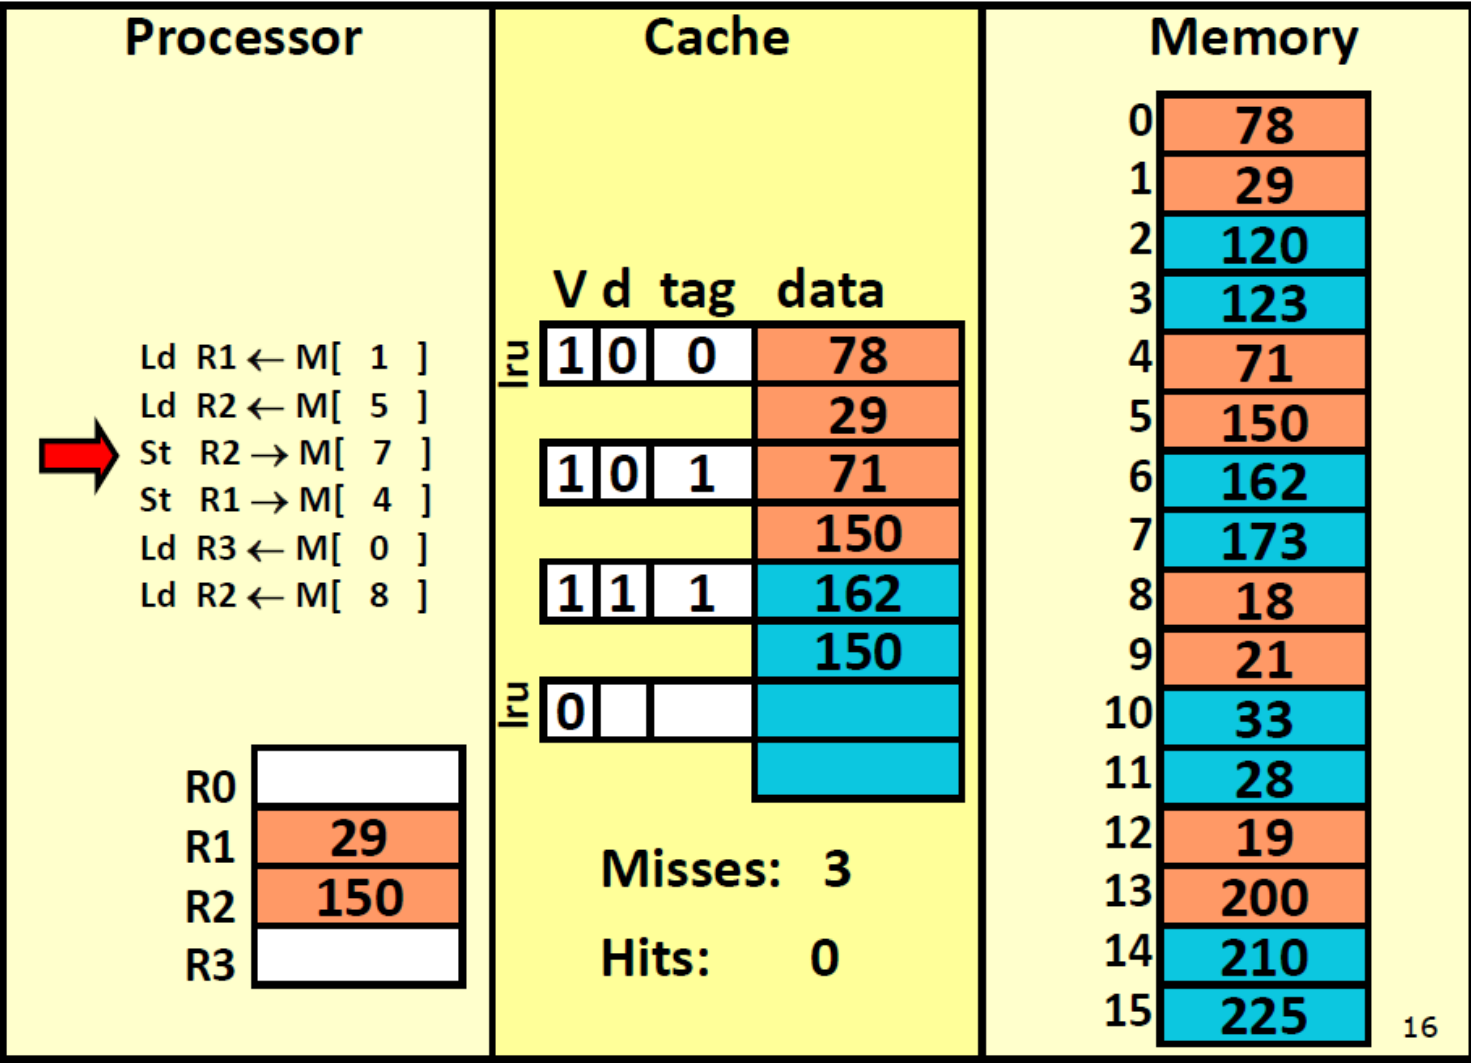 Processor
Ld R1 ← M[ 1 ]
Ld R2 ← M[ 5 ]
St R2 → M[ 7 ]
St R1 → M[ 4 ]
Ld R3 ← M[ 0 ]
Ld R2 ← M[ 8 ]
R0
R1 29
R2 150
R3
Cache
V d tag data
lru 1 0 0 78
29
1 0 1 71
150
1 1 1 162
150
lru 0
Misses: 3
Hits: 0
Memory
0 78
1 29
2 120
3 123
4 71
5 150
6 162
7 173
8 18
9 21
10 33
11 28
12 19
13 200
14 210
15 225
16